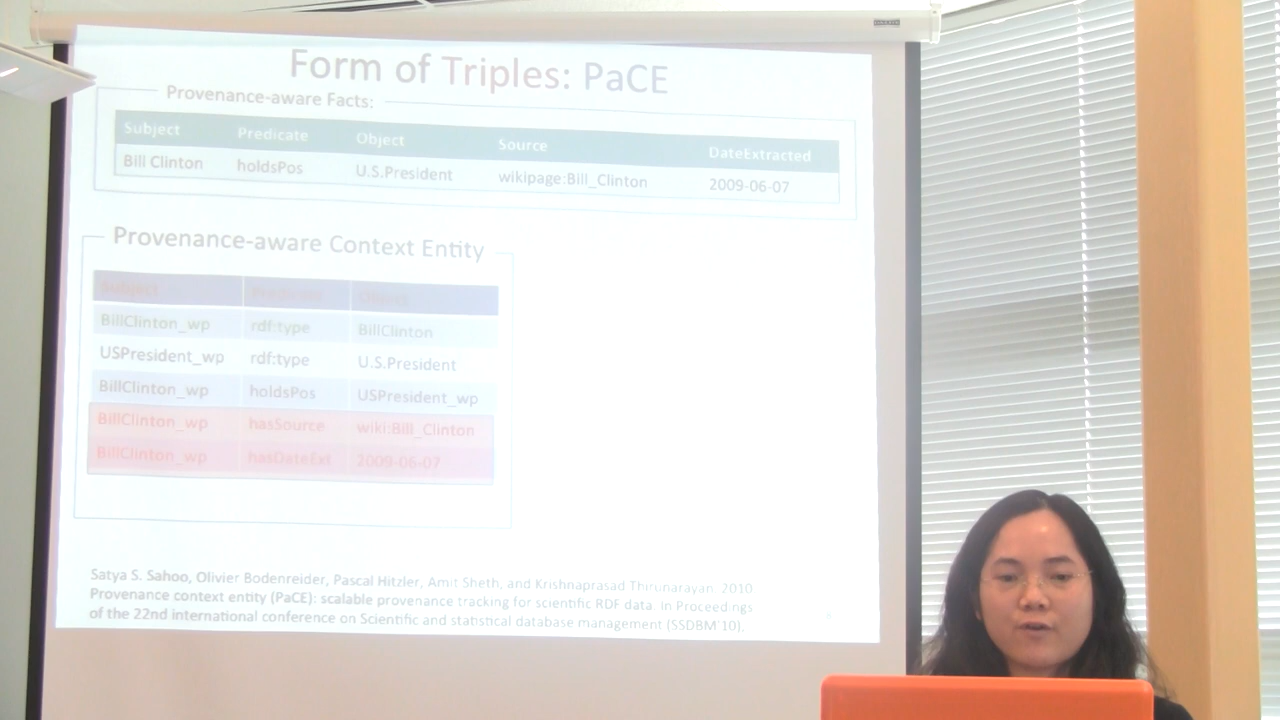 Form of Triples: PaCE
Provenance-aware Facts:
Subject Predicate Object Source DateExtracted
Bill Clinton holdsPos U.S.President wikipage:Bill_Clinton 2009-06-07
Provenance-aware Context Entity
Subject Predicate Object
BillClinton_wp rdf:type BillClinton
USPresident_wp rdf:type U.S.President
BillClinton_wp holdsPos USPresident_wp
BillClinton_wp hasSource wiki:Bill_Clinton
BillClinton_wp hasDateExt 2009-06-07
Satya S. Sahoo, Olivier Bodenreider, Pascal Hitzler, Amit Sheth, and Krishnaprasad Thirunarayan. 2010
Provenance context entity (PaCE): scalable provenance tracking for scientific RDF data. In Proceedings
of the 22nd international conference on Scientific and statistical database management (SSDBM'10).